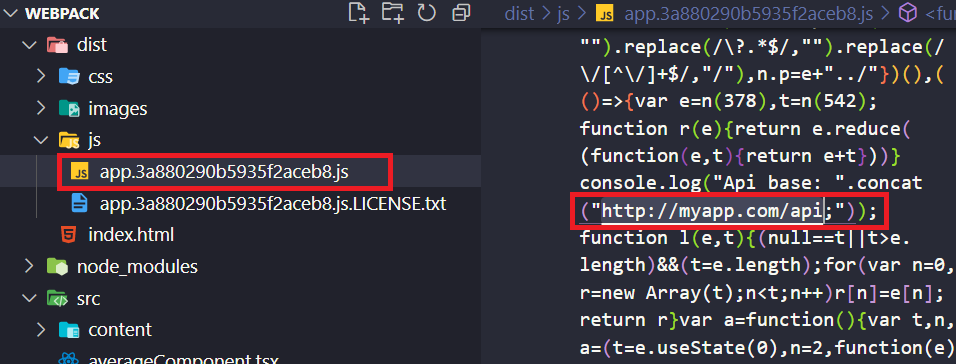 WEBPACK
dist
css
images
js
JS app.3a880290b5935f2aceb8.js
app.3a880290b5935f2aceb8.js.LICENSE.txt
index.html
node_modules
src
content
averageComponent.tsx
dist > js > JS app.3a880290b5935f2aceb8.js > <fun
"").replace(/\?.*$/,"").replace(/
\/[^\/]+$/,"/"),n.p=e+"../"})(),(
()=>{var e=n(378),t=n(542);
function r(e){return e.reduce(
(function(e,t){return e+t}))}
console.log("Api base: ".concat
("http://myapp.com/api;"));
function l(e,t){(null==t||t>e.
length)&&(t=e.length);for(var n=0,
r=new Array(t);n<t;n++)r[n]=e[n];
return r}var a=function(){var t,n,
a=(t=e.useState(0),n=2,function(e)